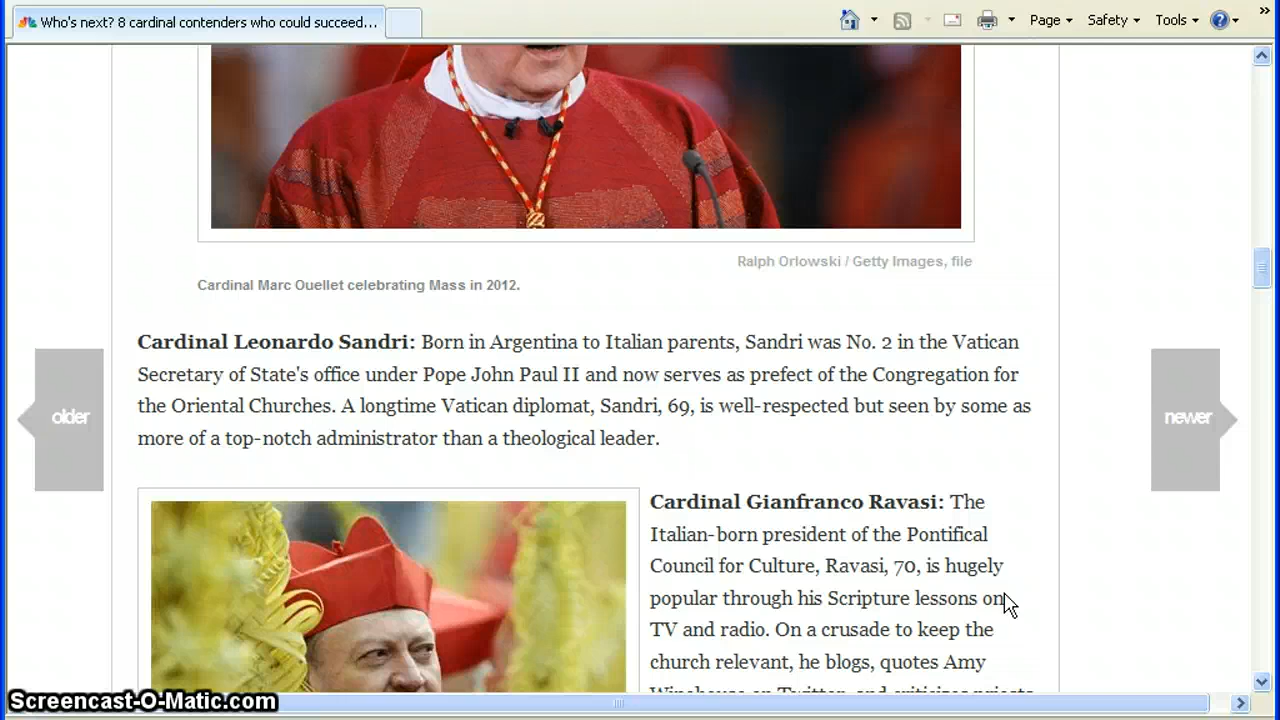 Who's next? 8 cardinal contenders who could succeed...
Page
Safety
Tools
Ralph Orlowski / Getty Images, file
Cardinal Marc Ouellet celebrating Mass in 2012.
Cardinal Leonardo Sandri: Born in Argentina to Italian parents, Sandri was No. 2 in the Vatican
Secretary of State's office under Pope John Paul II and now serves as prefect of the Congregation for
the Oriental Churches. A longtime Vatican diplomat, Sandri, 69, is well-respected but seen by some as
more of a top-notch administrator than a theological leader.
older
newer
Cardinal Gianfranco Ravasi: The
Italian-born president of the Pontifical
Council for Culture, Ravasi, 70, is hugely
popular through his Scripture lessons on
TV and radio. On a crusade to keep the
church relevant, he blogs, quotes Amy
Winehouse on Twitter, and criticizes priests
Screencast-O-Matic.com